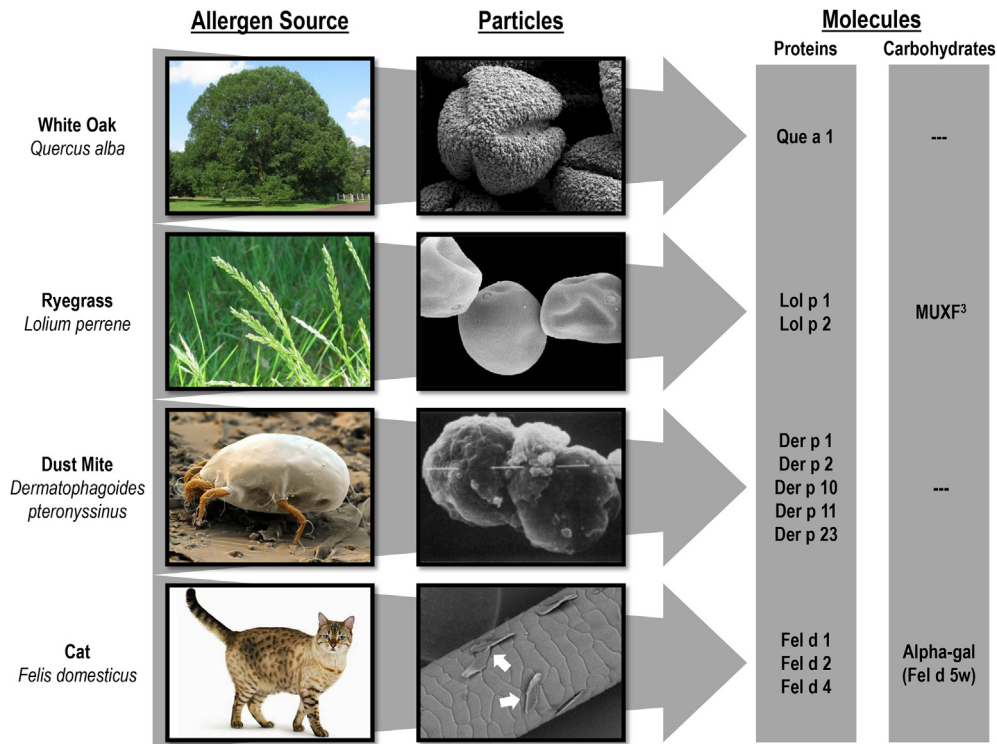 Allergen Source
Particles
Molecules
Proteins
Carbohydrates
White Oak
Quercus alba
Que a 1
---
Ryegrass
Lolium perrene
Lol p 1
Lol p 2
MUXF³
Dust Mite
Dermatophagoides
pteronyssinus
Der p 1
Der p 2
Der p 10
Der p 11
Der p 23
---
Cat
Felis domesticus
Fel d 1
Fel d 2
Fel d 4
Alpha-gal
(Fel d 5w)